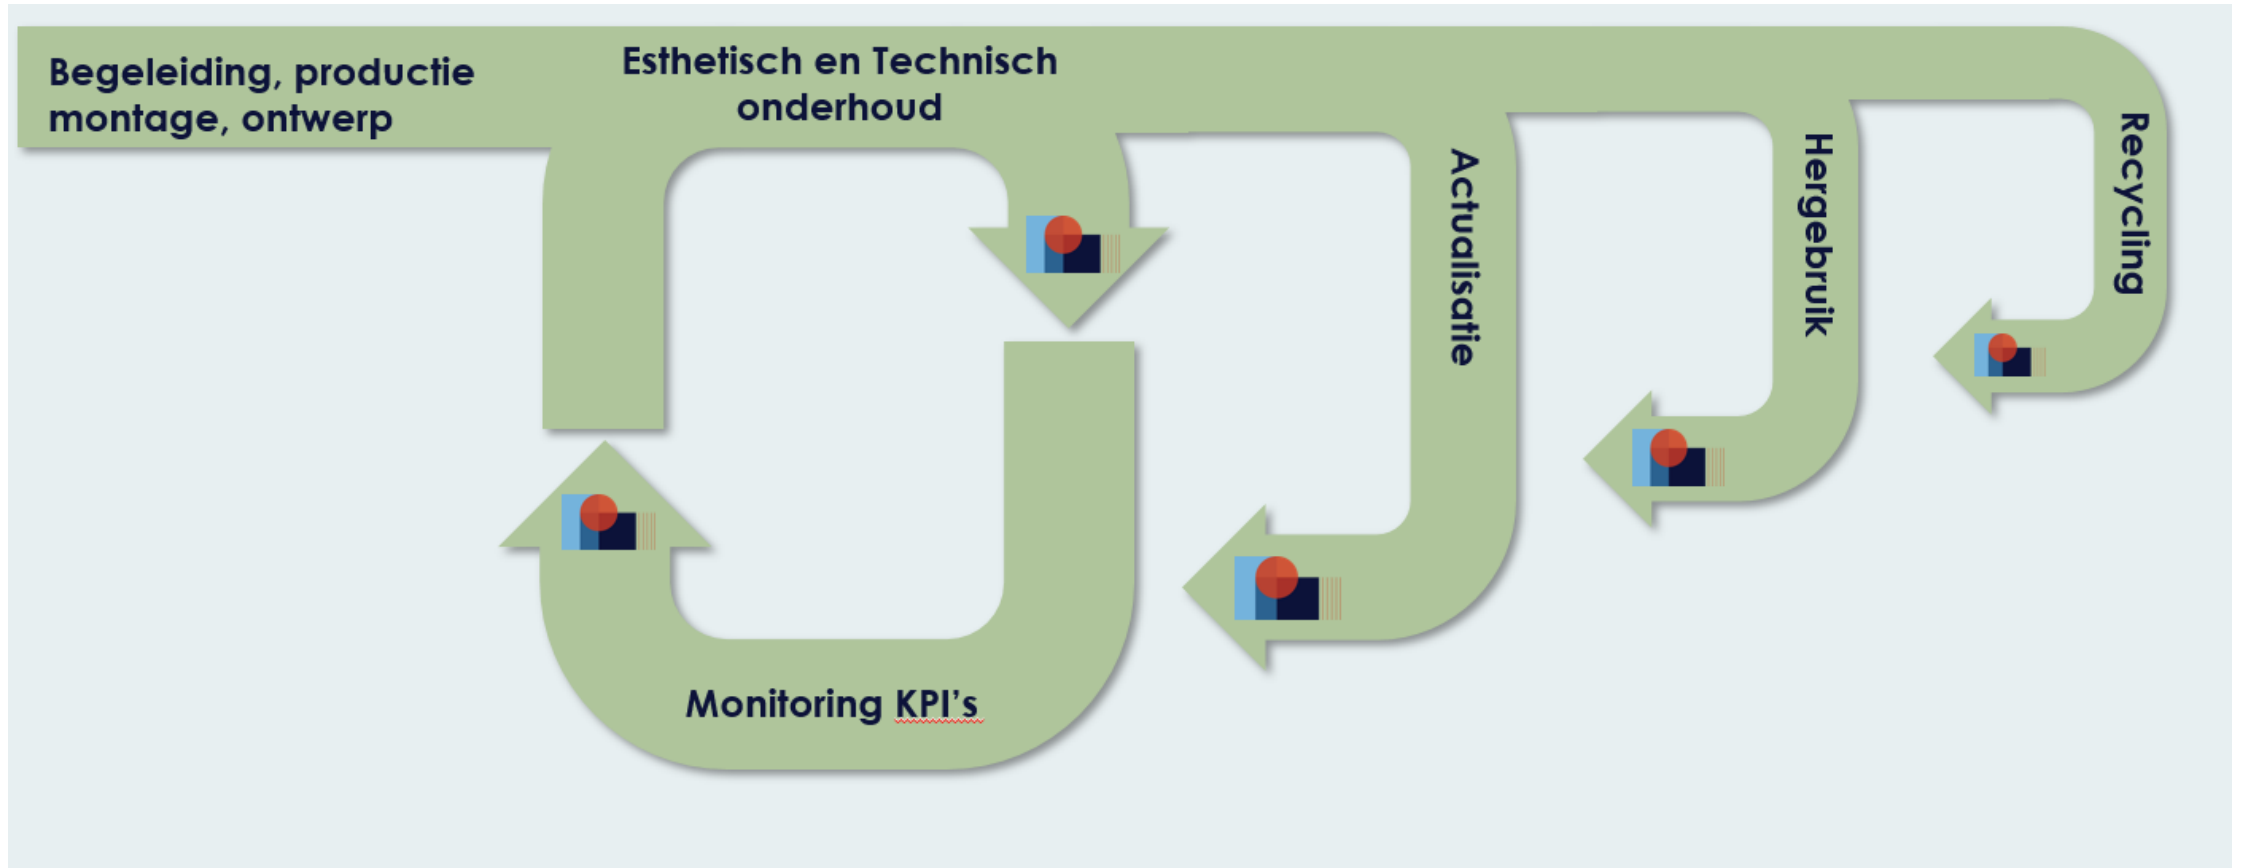 Begeleiding, productie
montage, ontwerp
Esthetisch en Technisch
onderhoud
Actualisatie
Hergebruik
Recycling
Monitoring KPI’s